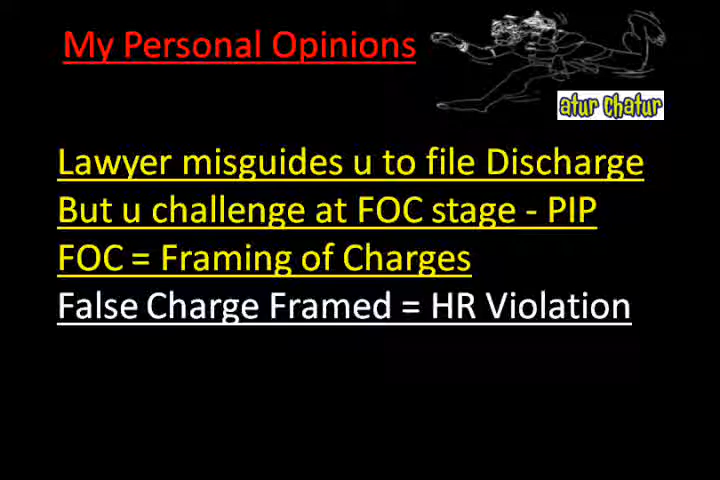 My Personal Opinions
atur chatur
Lawyer misguides u to file Discharge
But u challenge at FOC stage - PIP
FOC = Framing of Charges
False Charge Framed = HR Violation